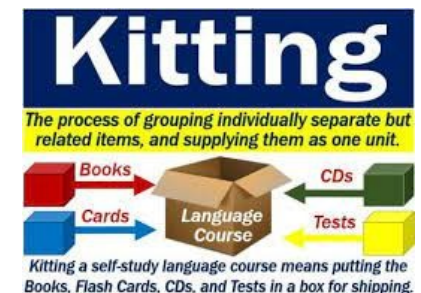 Kitting
The process of grouping individually separate but
related items, and supplying them as one unit.
Books
CDs
Cards
Language
Course
Tests
Kitting a self-study language course means putting the
Books, Flash Cards, CDs, and Tests in a box for shipping.